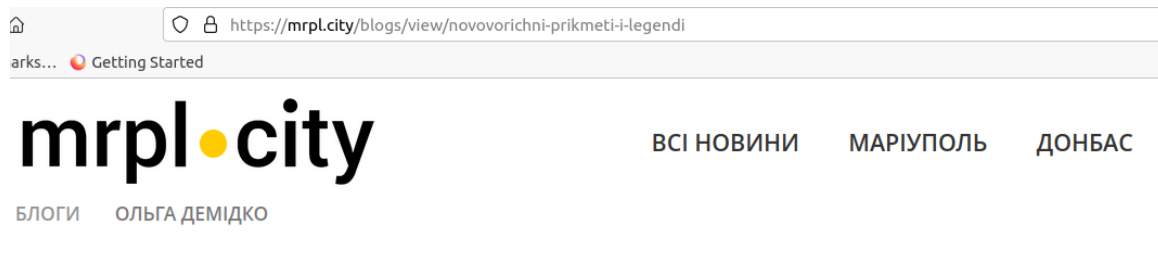 https://mrpl.city/blogs/view/novovorichni-prikmeti-i-legendi
arks... Getting Started
mrpl•city
ВСІ НОВИНИ МАРІУПОЛЬ ДОНБАС
БЛОГИ ОЛЬГА ДЕМІДКО